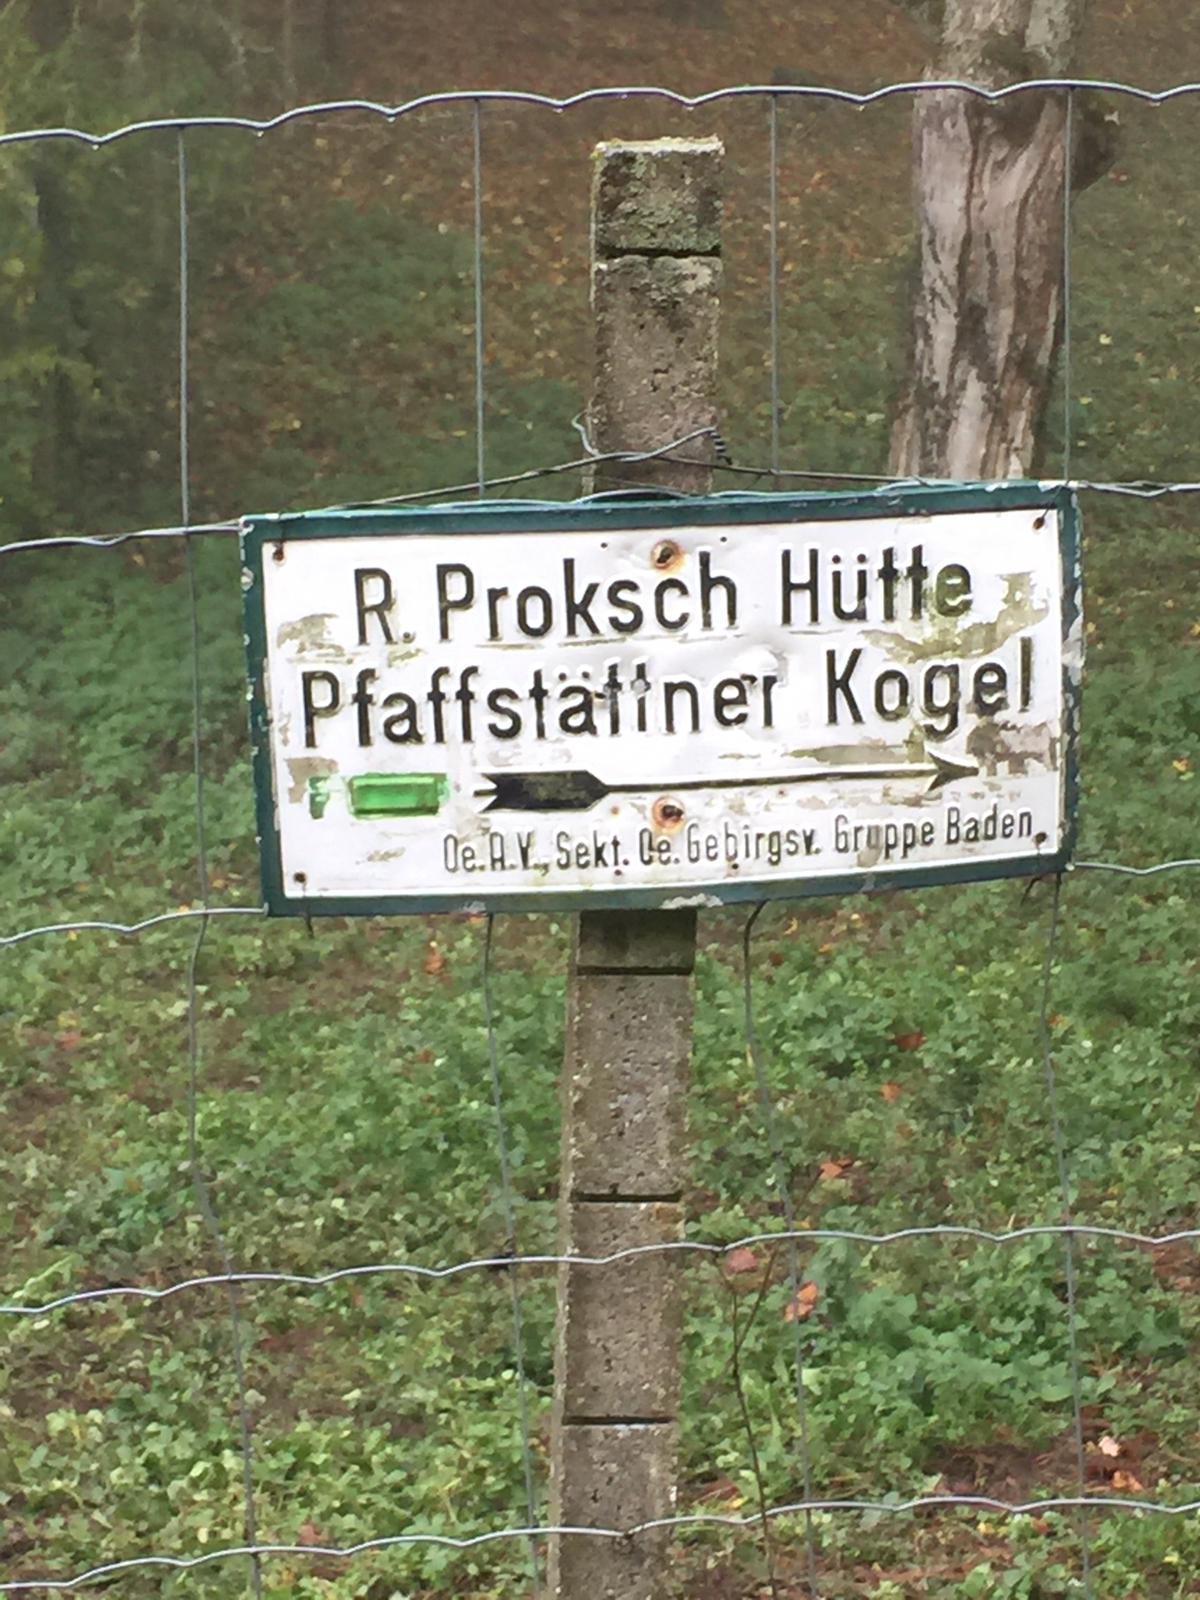 R. Proksch Hütte
Pfaffstättner Kogel
Oe.A.V., Sekt. Oe. Gebirgsv. Gruppe Baden